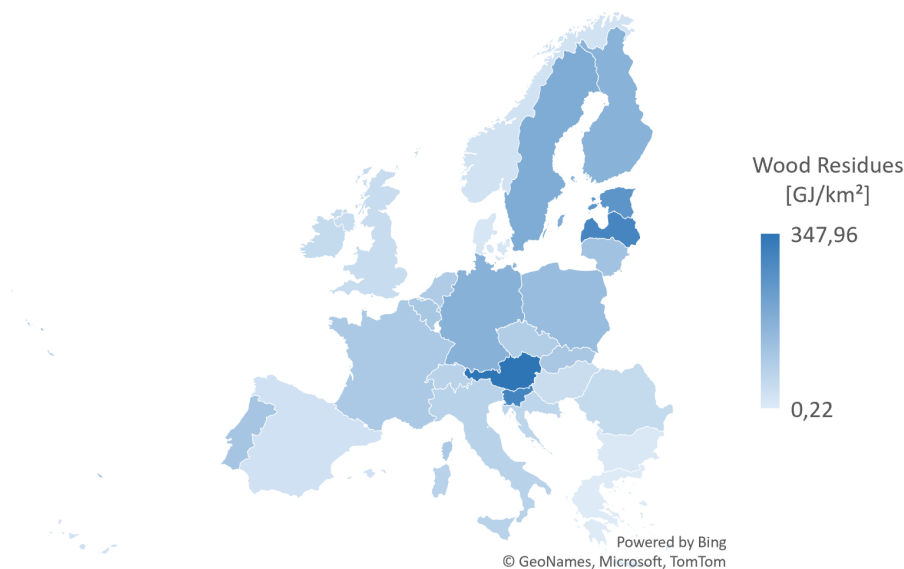 Wood Residues
[GJ/km²]
347,96
0,22
Powered by Bing
© GeoNames, Microsoft, TomTom